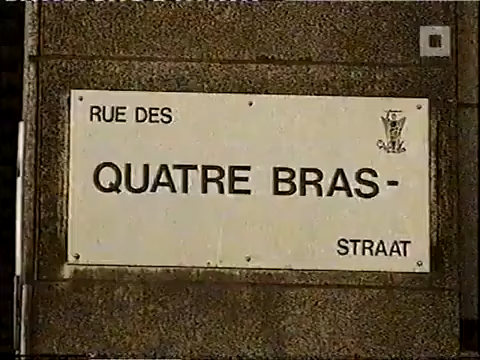 RUE DES
QUATRE BRAS-
STRAAT